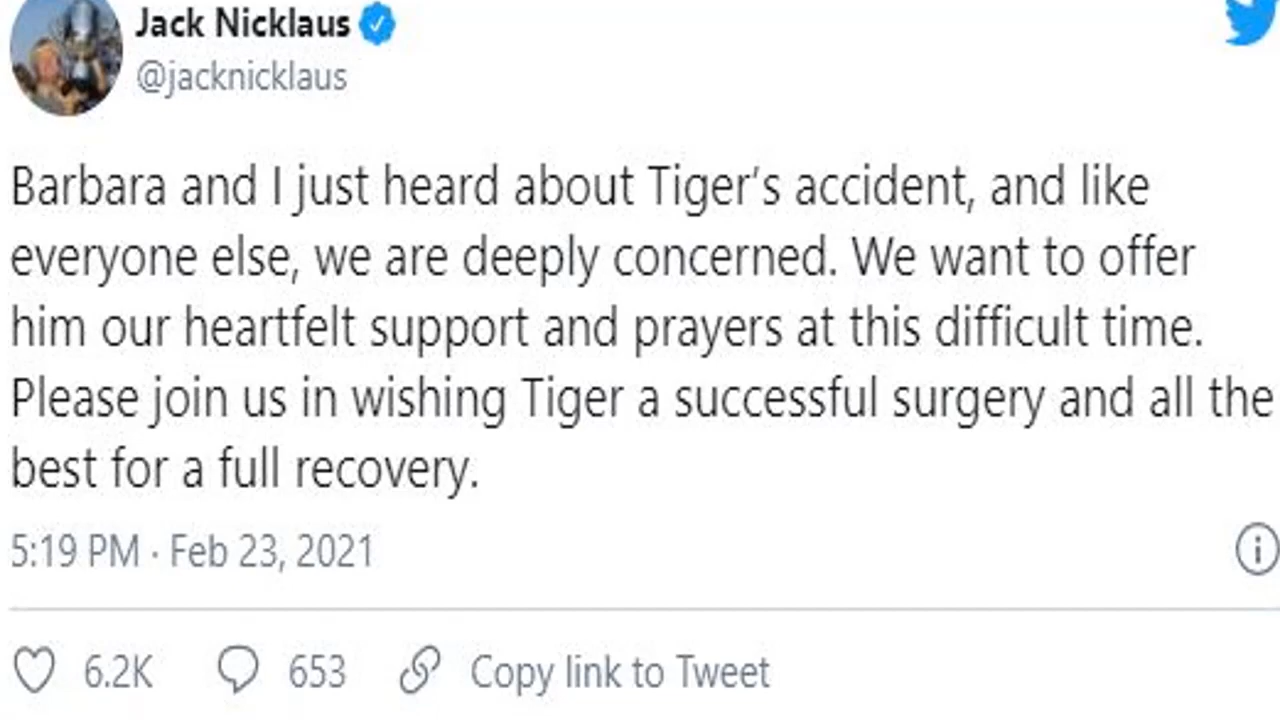 Jack Nicklaus
@jacknicklaus
Barbara and I just heard about Tiger’s accident, and like
everyone else, we are deeply concerned. We want to offer
him our heartfelt support and prayers at this difficult time.
Please join us in wishing Tiger a successful surgery and all the
best for a full recovery.
5:19 PM · Feb 23, 2021
6.2K 653 Copy link to Tweet